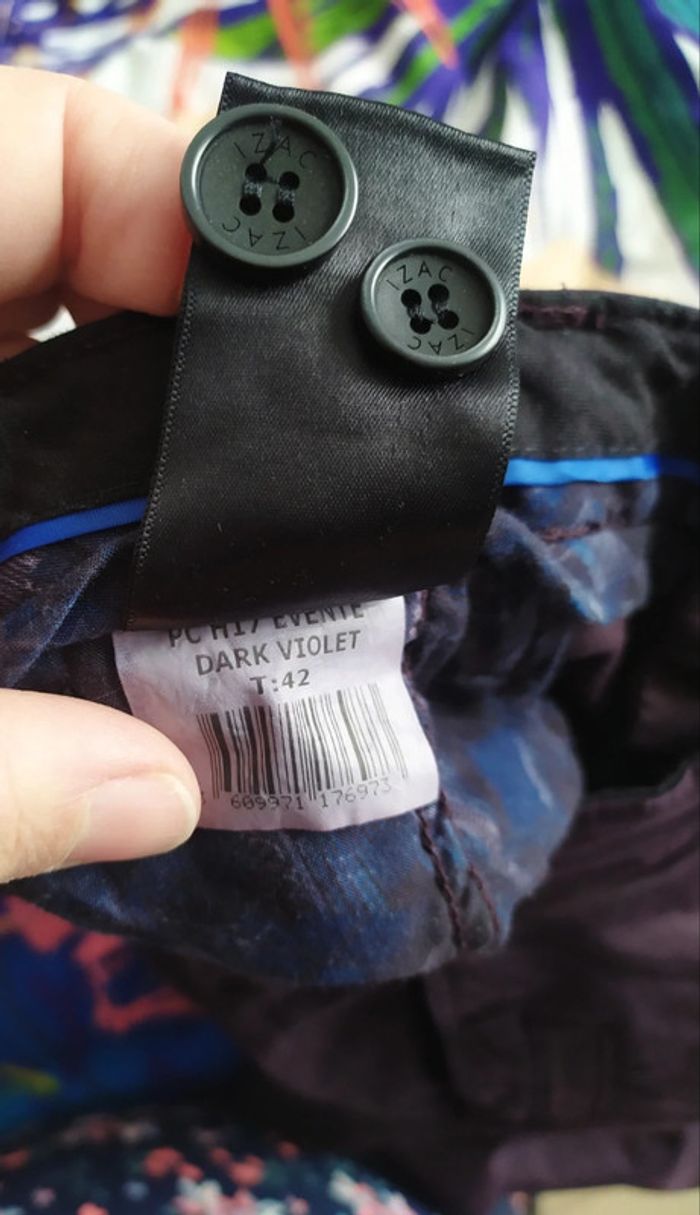 IZAC
IZAC
IZAC
IZAC
PC H17 EVENTE
DARK VIOLET
T:42
609971 176973